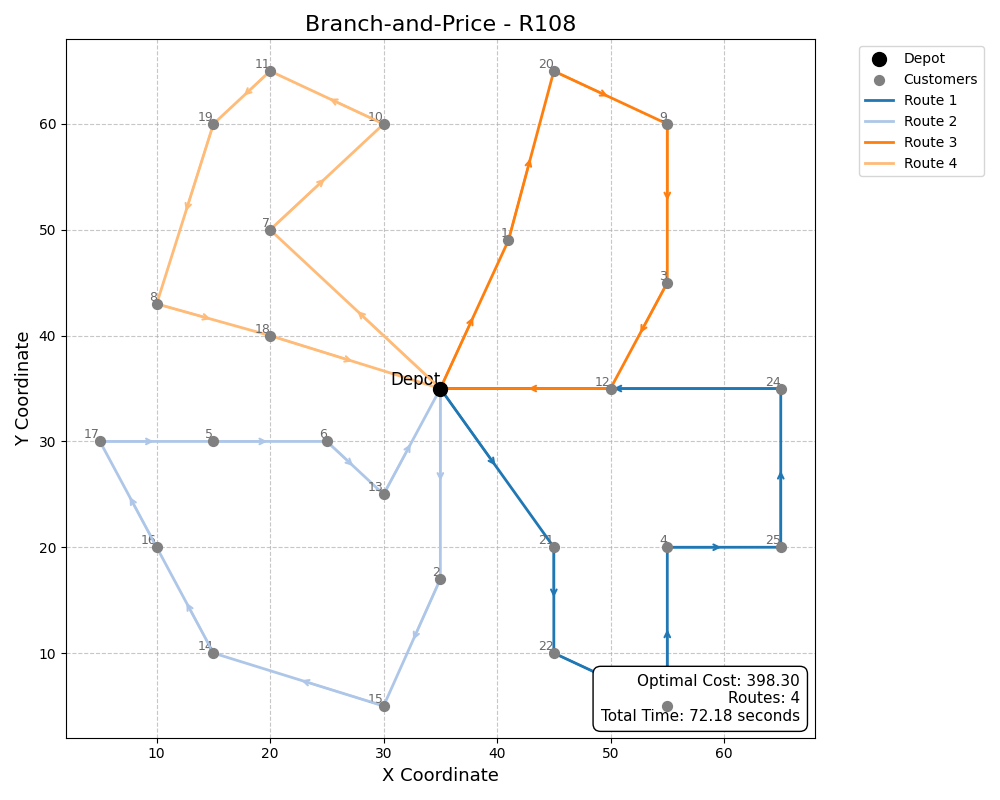 Branch-and-Price - R108
Depot
Customers
Route 1
Route 2
Route 3
Route 4
11
20
19
10
9
7
1
3
8
18
Depot
12
24
17
5
6
13
16
21
4
25
2
14
22
15
Optimal Cost: 398.30
Routes: 4
Total Time: 72.18 seconds
60
50
40
30
20
10
10
20
30
40
50
60
X Coordinate
Y Coordinate